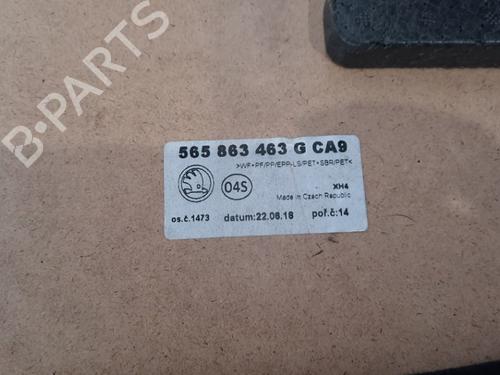 B-PARTS
565 863 463 G CA9
>WF+PF/PP/EPP-LS/PET+SBR/PET<
04S
XH4
Made in Czech Republic
os.č.1473 datum:22.06.16 poř.č:14